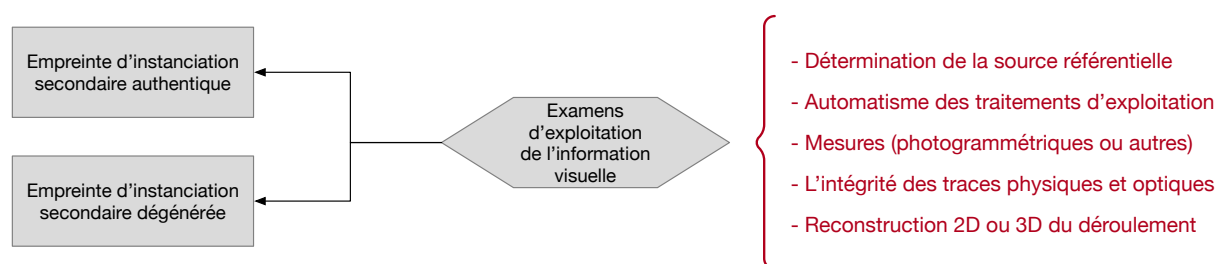 Empreinte d’instanciation
secondaire authentique
Empreinte d’instanciation
secondaire dégénérée
Examens
d’exploitation
de l’information
visuelle
- Détermination de la source référentielle
- Automatisme des traitements d’exploitation
- Mesures (photogrammétriques ou autres)
- L’intégrité des traces physiques et optiques
- Reconstruction 2D ou 3D du déroulement